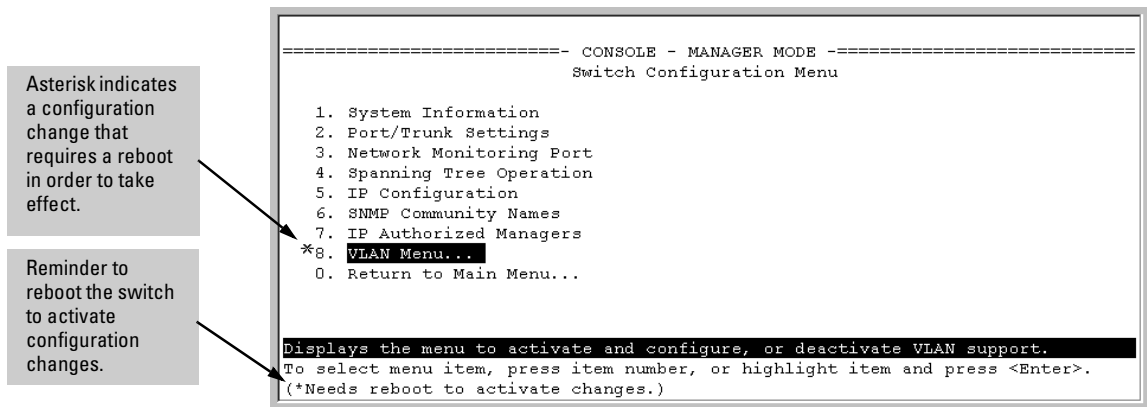 Asterisk indicates
a configuration
change that
requires a reboot
in order to take
effect.
Reminder to
reboot the switch
to activate
configuration
changes.
==========================- CONSOLE - MANAGER MODE -============================
Switch Configuration Menu
1. System Information
2. Port/Trunk Settings
3. Network Monitoring Port
4. Spanning Tree Operation
5. IP Configuration
6. SNMP Community Names
7. IP Authorized Managers
*8. VLAN Menu...
0. Return to Main Menu...
Displays the menu to activate and configure, or deactivate VLAN support.
To select menu item, press item number, or highlight item and press <Enter>.
(*Needs reboot to activate changes.)